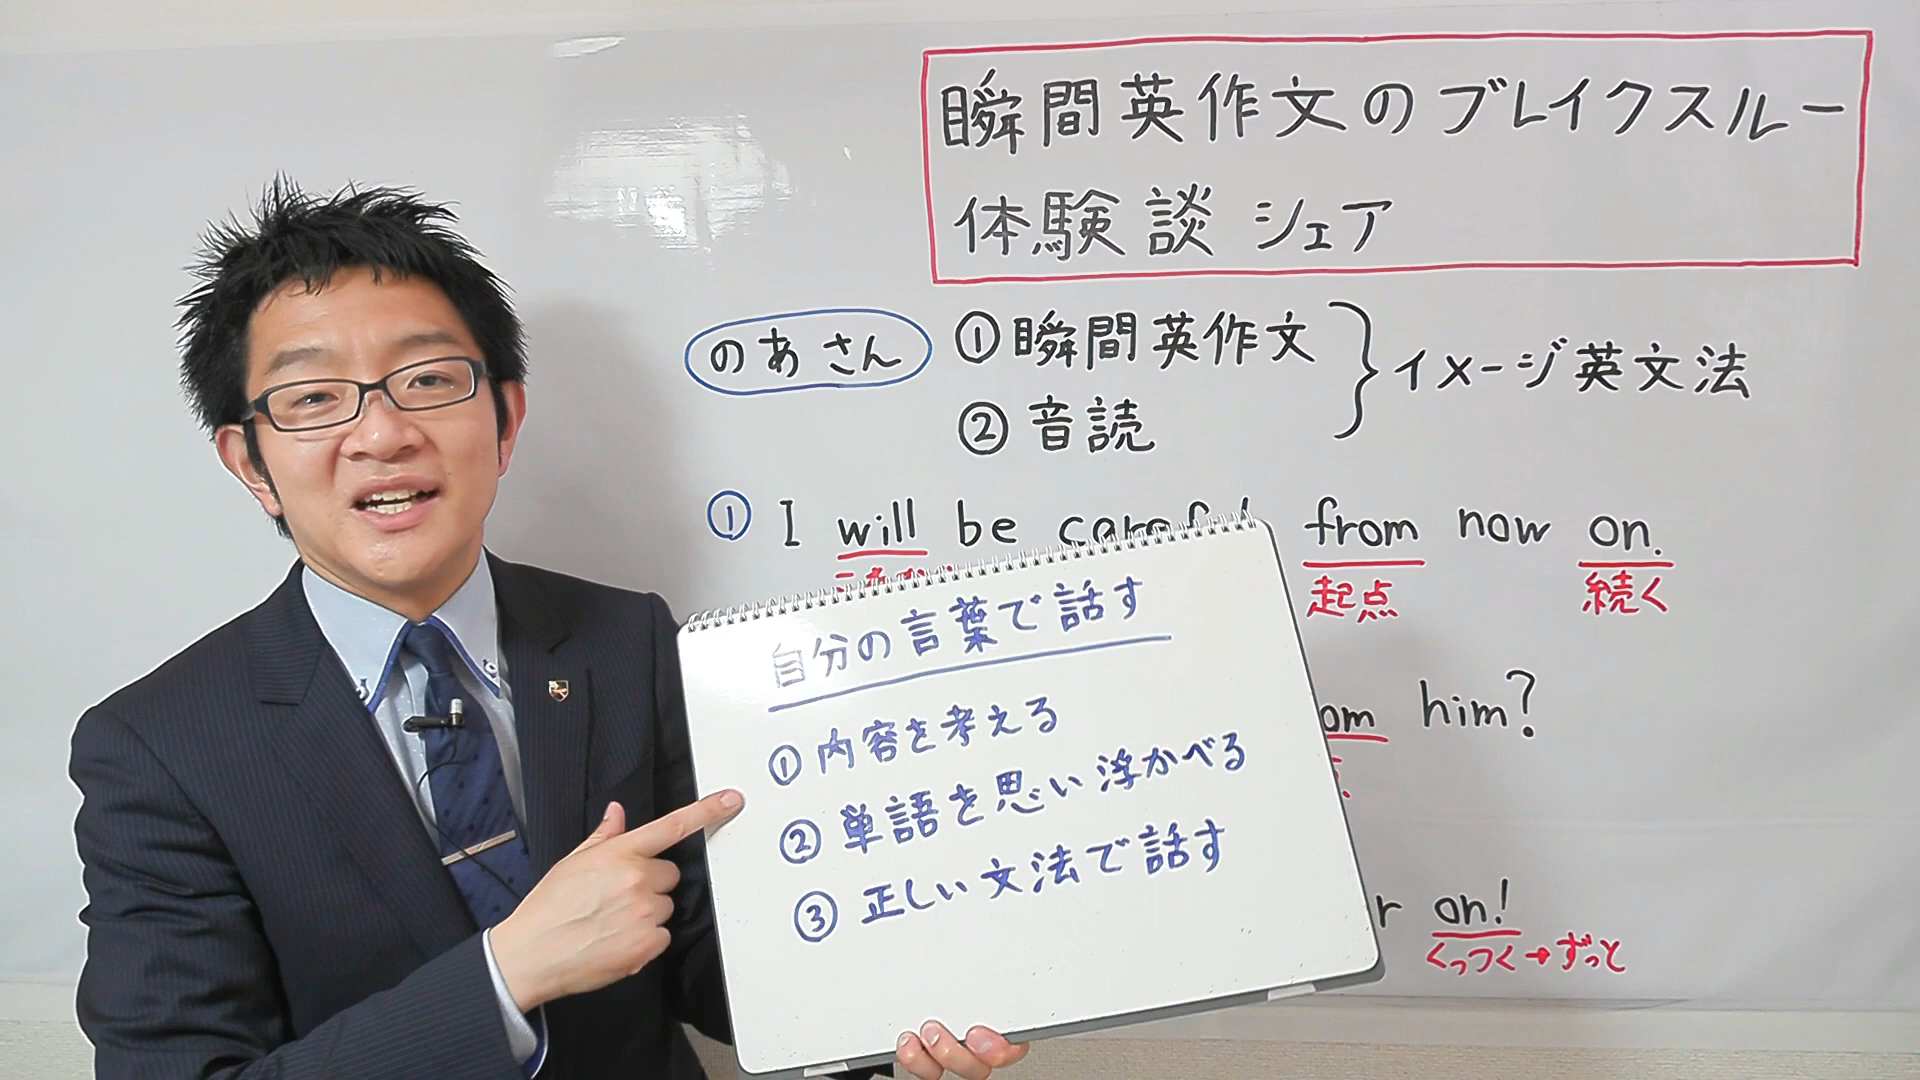 瞬間英作文のブレイクスルー
体験談 シェア
のあさん
①瞬間英作文
②音読
イメージ英文法
① I will be careful from now on.
起点
続く
him?
on!
くっつく→ずっと
自分の言葉で話す
①内容を考える
②単語を思い浮かべる
③正しい文法で話す